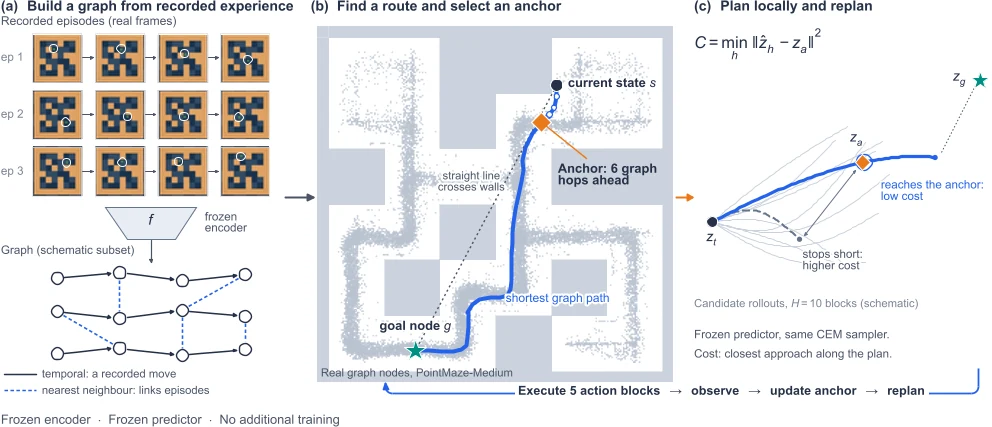 (a) Build a graph from recorded experience
Recorded episodes (real frames)
ep 1
ep 2
ep 3
f
frozen
encoder
Graph (schematic subset)
temporal: a recorded move
nearest neighbour: links episodes
Frozen encoder · Frozen predictor · No additional training
(b) Find a route and select an anchor
current state s
Anchor: 6 graph
hops ahead
straight line
crosses walls
shortest graph path
goal node g
Real graph nodes, PointMaze-Medium
Execute 5 action blocks → observe → update anchor → replan
(c) Plan locally and replan
C = min_h ‖ẑ_h − z_a‖²
z_g
z_a
reaches the anchor:
low cost
z_t
stops short:
higher cost
Candidate rollouts, H = 10 blocks (schematic)
Frozen predictor, same CEM sampler.
Cost: closest approach along the plan.